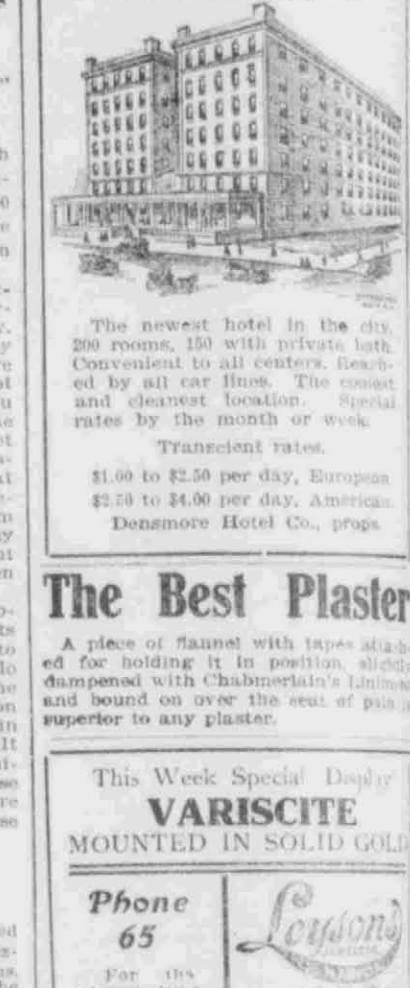 The newest hotel in the city.
200 rooms, 150 with private bath.
Convenient to all centers. Reach-
ed by all car lines. The
and cleanest location. Special
rates by the month or week.
Transcient rates.
$1.00 to $2.50 per day, European.
$2.50 to $4.00 per day, American.
Densmore Hotel Co., props.
The Best Plaster
A piece of flannel with tapes attach-
ed for holding it in position, slightly
dampened with Chabmerlain's Liniment
and bound on over the seat of pain is
superior to any plaster.
This Week Special Display
VARISCITE
MOUNTED IN SOLID GOLD
Phone
65
For the
Leyson's